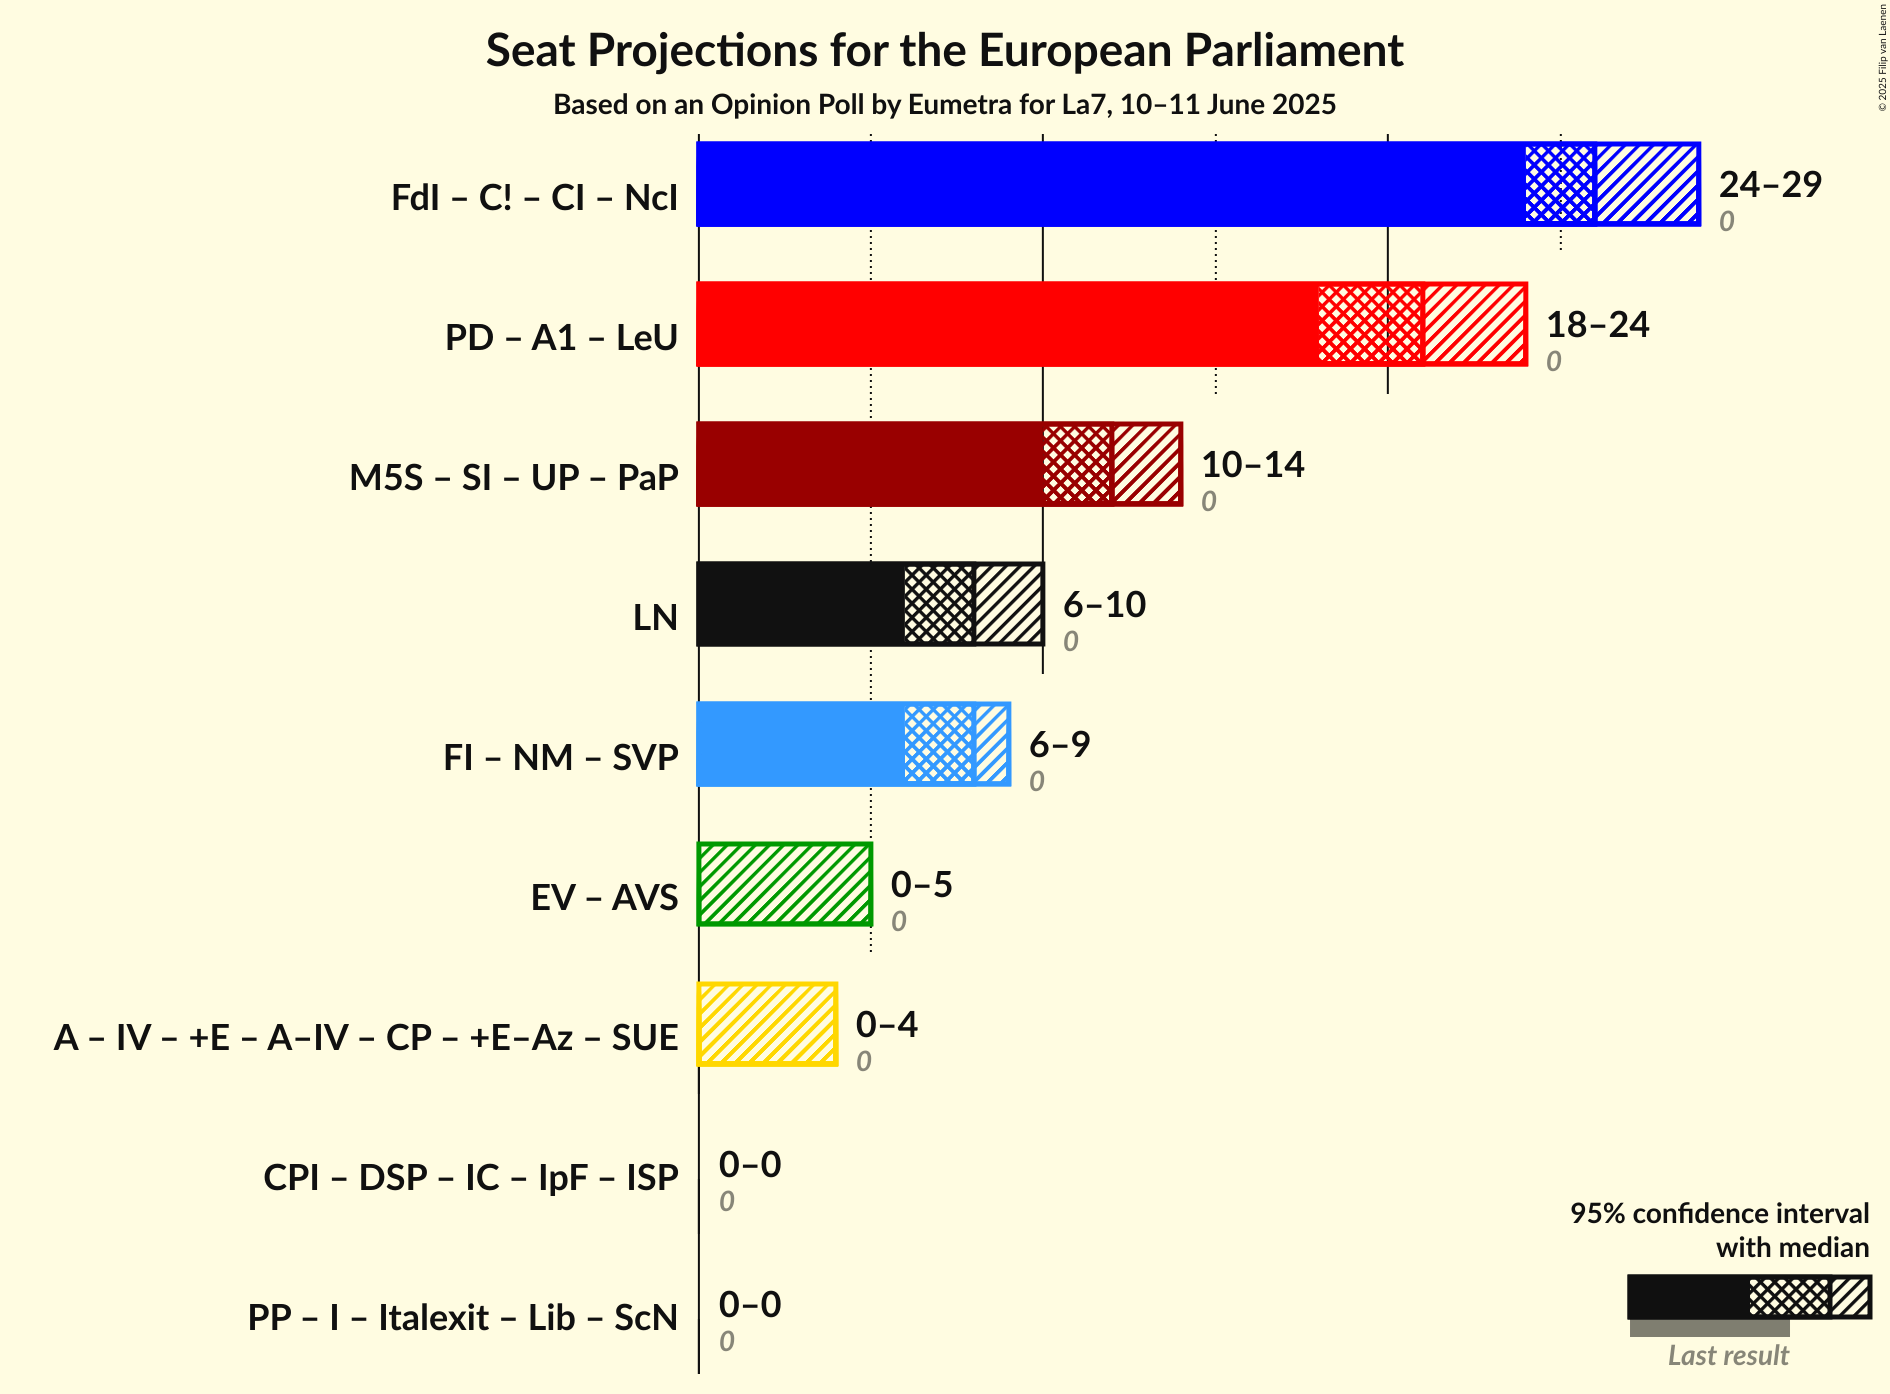 Seat Projections for the European Parliament
Based on an Opinion Poll by Eumetra for La7, 10–11 June 2025
© 2025 Filip van Laenen
FdI – C! – CI – NcI
24–29
0
PD – A1 – LeU
18–24
0
M5S – SI – UP – PaP
10–14
0
LN
6–10
0
FI – NM – SVP
6–9
0
EV – AVS
0–5
0
A – IV – +E – A–IV – CP – +E–Az – SUE
0–4
0
CPI – DSP – IC – IpF – ISP
0–0
0
PP – I – Italexit – Lib – ScN
0–0
0
95% confidence interval
with median
Last result